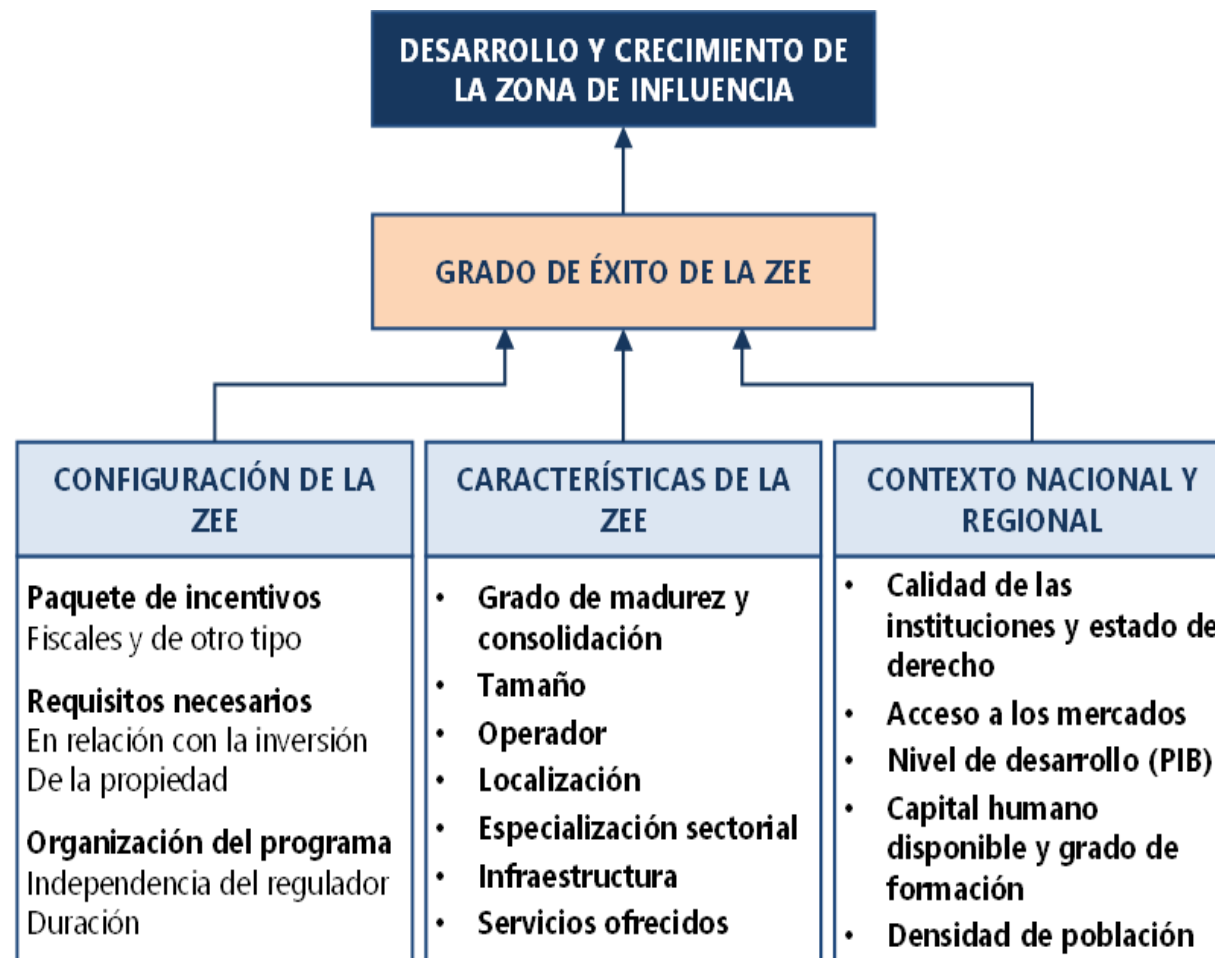 DESARROLLO Y CRECIMIENTO DE
LA ZONA DE INFLUENCIA
GRADO DE ÉXITO DE LA ZEE
CONFIGURACIÓN DE LA
ZEE
Paquete de incentivos
Fiscales y de otro tipo
Requisitos necesarios
En relación con la inversión
De la propiedad
Organización del programa
Independencia del regulador
Duración
CARACTERÍSTICAS DE LA
ZEE
• Grado de madurez y
consolidación
• Tamaño
• Operador
• Localización
• Especialización sectorial
• Infraestructura
• Servicios ofrecidos
CONTEXTO NACIONAL Y
REGIONAL
• Calidad de las
instituciones y estado de
derecho
• Acceso a los mercados
• Nivel de desarrollo (PIB)
• Capital humano
disponible y grado de
formación
• Densidad de población